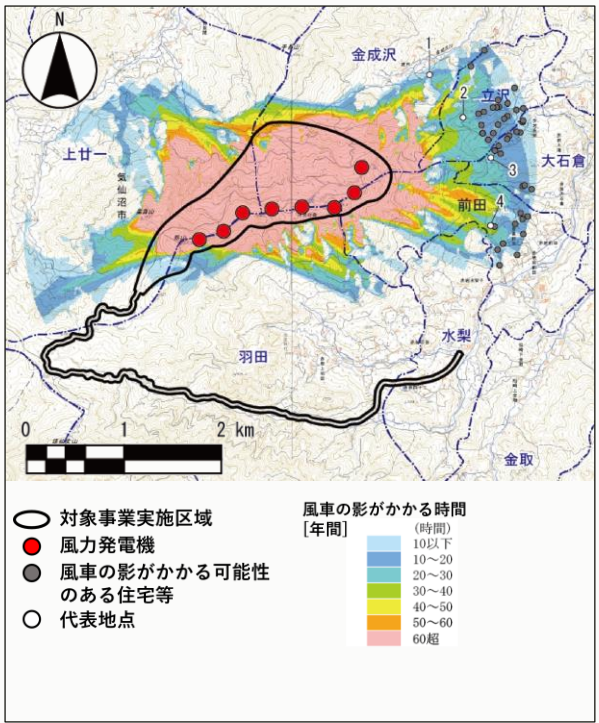 N
金成沢
1
2
立沢
上廿一
気仙沼市
3
大石倉
前田
4
水梨
羽田
0 1 2 km
金取
対象事業実施区域
風力発電機
風車の影がかかる可能性
のある住宅等
代表地点
風車の影がかかる時間
[年間]
(時間)
10以下
10～20
20～30
30～40
40～50
50～60
60超